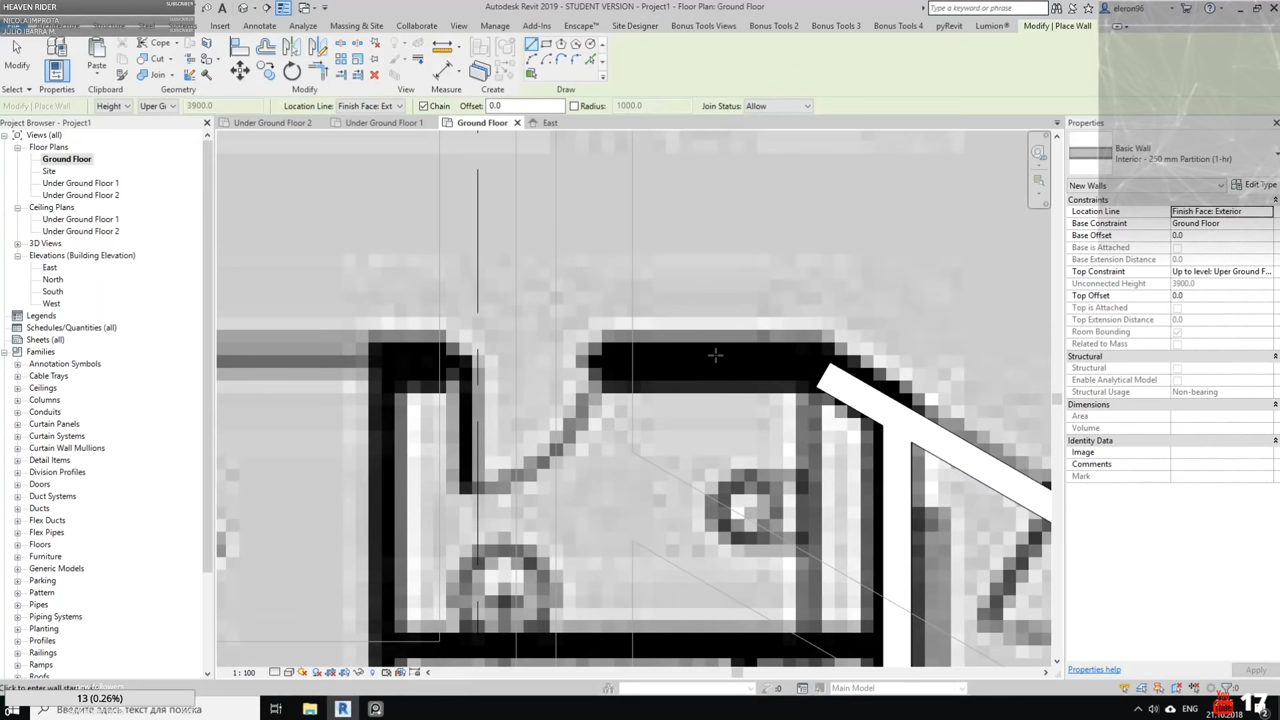 HEAVEN RIDER
NICOLA IMPROTA
JULIO IBARRA M.
Autodesk Revit 2019 - STUDENT VERSION - Project1 - Floor Plan: Ground Floor
Type a keyword or phrase
eleron96
Insert Annotate Analyze Massing & Site Collaborate View Manage Add-Ins Enscape™ Site Designer Bonus Tools Views Bonus Tools 2 Bonus Tools 3 Bonus Tools 4 pyRevit Lumion® Modify | Place Wall
Modify
Paste
Cope
Cut
Join
Select Properties Clipboard Geometry Modify View Measure Create Draw
Modify | Place Wall Height Uper Gi 3900.0 Location Line: Finish Face: Ext Chain Offset: 0.0 Radius: 1000.0 Join Status: Allow
Project Browser - Project1
Under Ground Floor 2 Under Ground Floor 1 Ground Floor East
Views (all)
Floor Plans
Ground Floor
Site
Under Ground Floor 1
Under Ground Floor 2
Ceiling Plans
Under Ground Floor 1
Under Ground Floor 2
3D Views
Elevations (Building Elevation)
East
North
South
West
Legends
Schedules/Quantities (all)
Sheets (all)
Families
Annotation Symbols
Cable Trays
Ceilings
Columns
Conduits
Curtain Panels
Curtain Systems
Curtain Wall Mullions
Detail Items
Division Profiles
Doors
Duct Systems
Ducts
Flex Ducts
Flex Pipes
Floors
Generic Models
Parking
Pattern
Pipes
Piping Systems
Planting
Profiles
Railings
Ramps
Roofs
Properties
Basic Wall
Interior - 250 mm Partition (1-hr)
New Walls Edit Type
Constraints
Location Line Finish Face: Exterior
Base Constraint Ground Floor
Base Offset 0.0
Base is Attached
Base Extension Distance 0.0
Top Constraint Up to level: Uper Ground F...
Unconnected Height 3900.0
Top Offset 0.0
Top is Attached
Top Extension Distance 0.0
Room Bounding
Related to Mass
Structural
Structural
Enable Analytical Model
Structural Usage Non-bearing
Dimensions
Area
Volume
Identity Data
Image
Comments
Mark
Properties help Apply
1 : 100
Click to enter wall start
13 (0.26%)
:0 Main Model :0
Введите здесь текст для поиска
ENG
21.10.2018
17